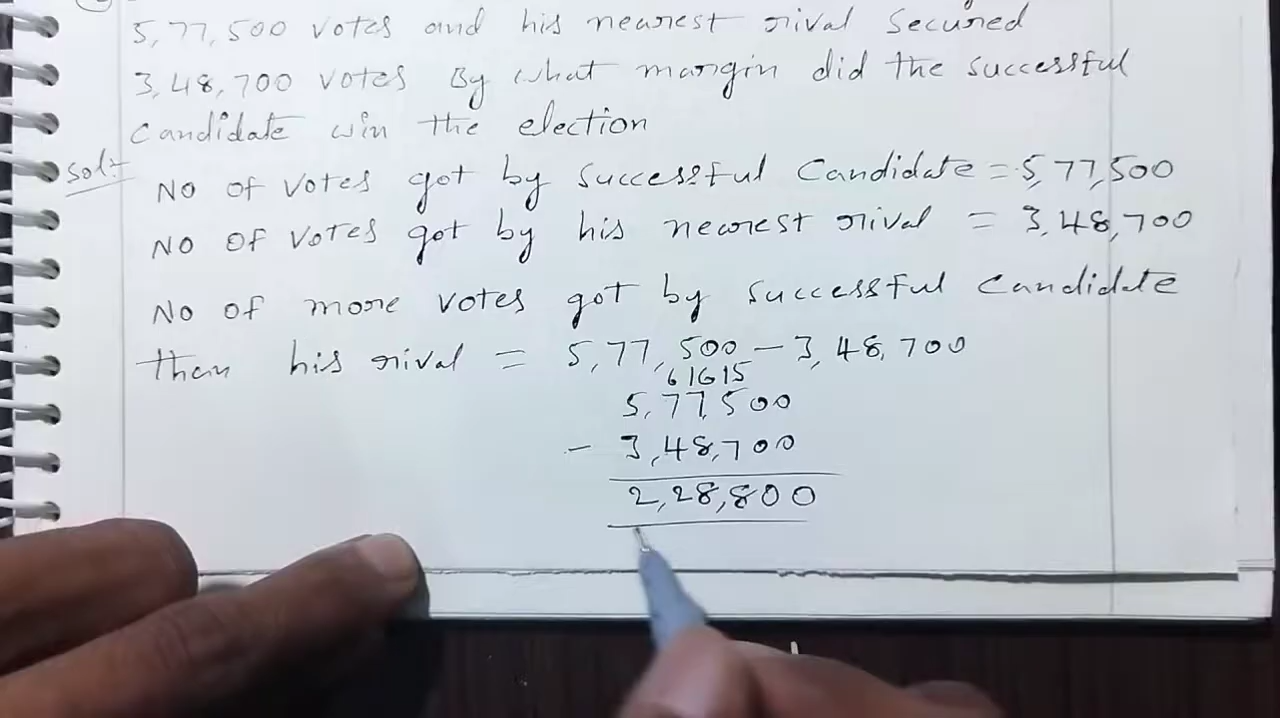 5,77,500 votes and his nearest rival secured
3,48,700 votes By what margin did the successful
candidate win the election
Sol:-
No of votes got by successful candidate = 5,77,500
No of votes got by his nearest rival = 3,48,700
No of more votes got by successful candidate
than his rival = 5,77,500 - 3,48,700
6 16 15
5,77,500
- 3,48,700
2,28,800